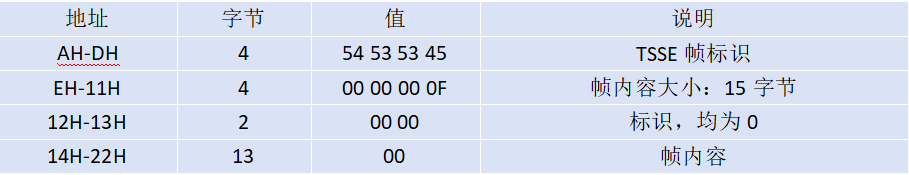 地址 字节 值 说明
AH-DH 4 54 53 53 45 TSSE 帧标识
EH-11H 4 00 00 00 0F 帧内容大小：15 字节
12H-13H 2 00 00 标识，均为 0
14H-22H 13 00 帧内容